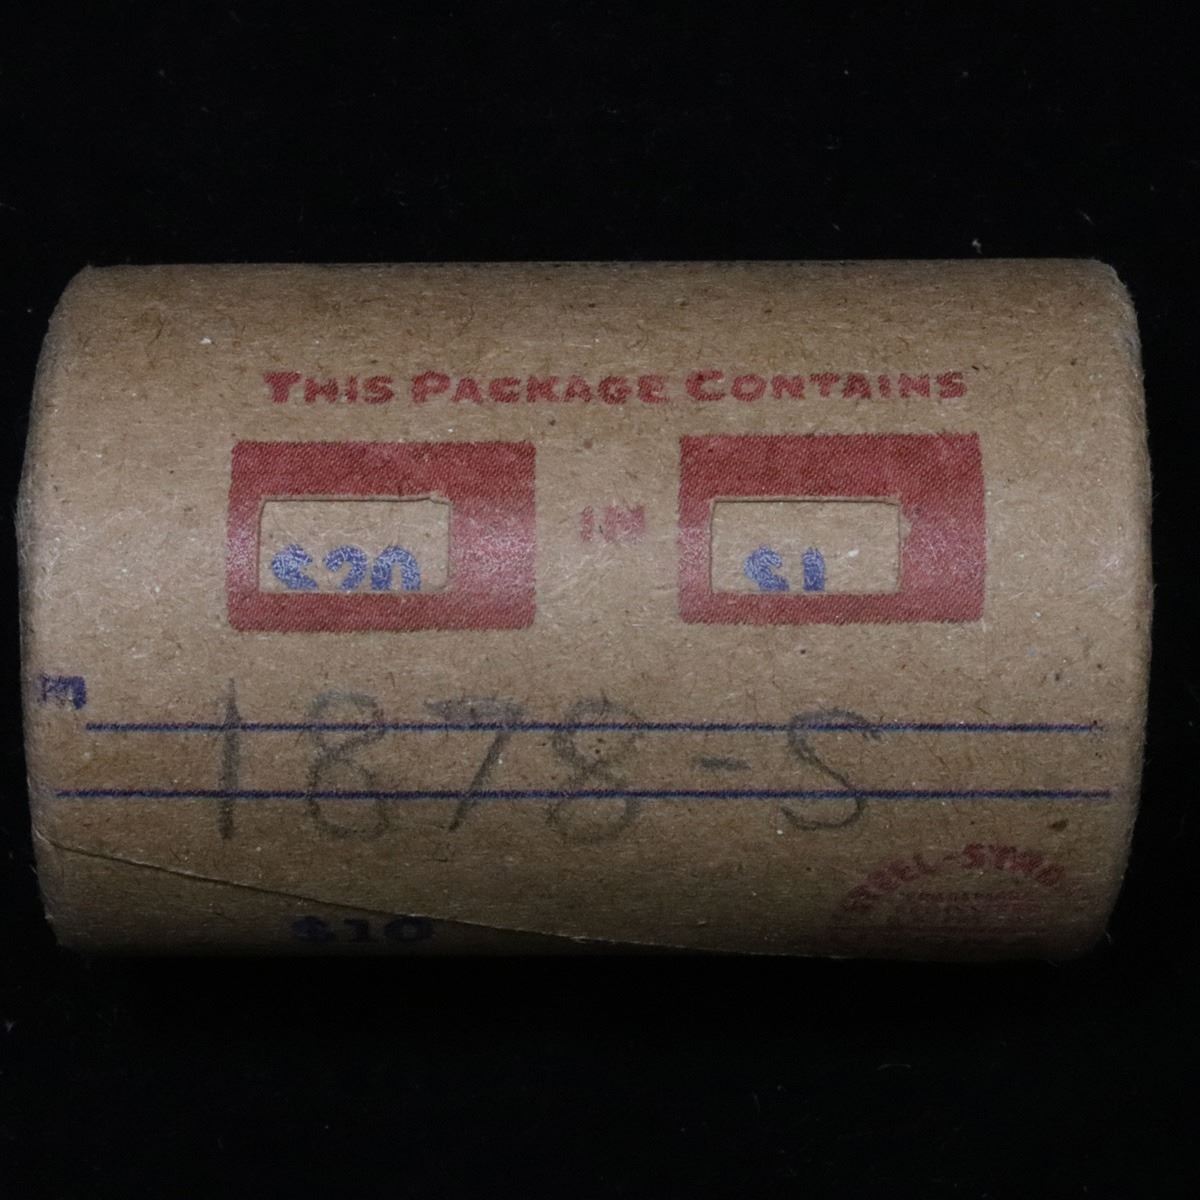 THIS PACKAGE CONTAINS
$20 IN $1
1878-S
$10